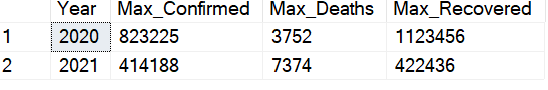 Year Max_Confirmed Max_Deaths Max_Recovered
1 2020 823225 3752 1123456
2 2021 414188 7374 422436